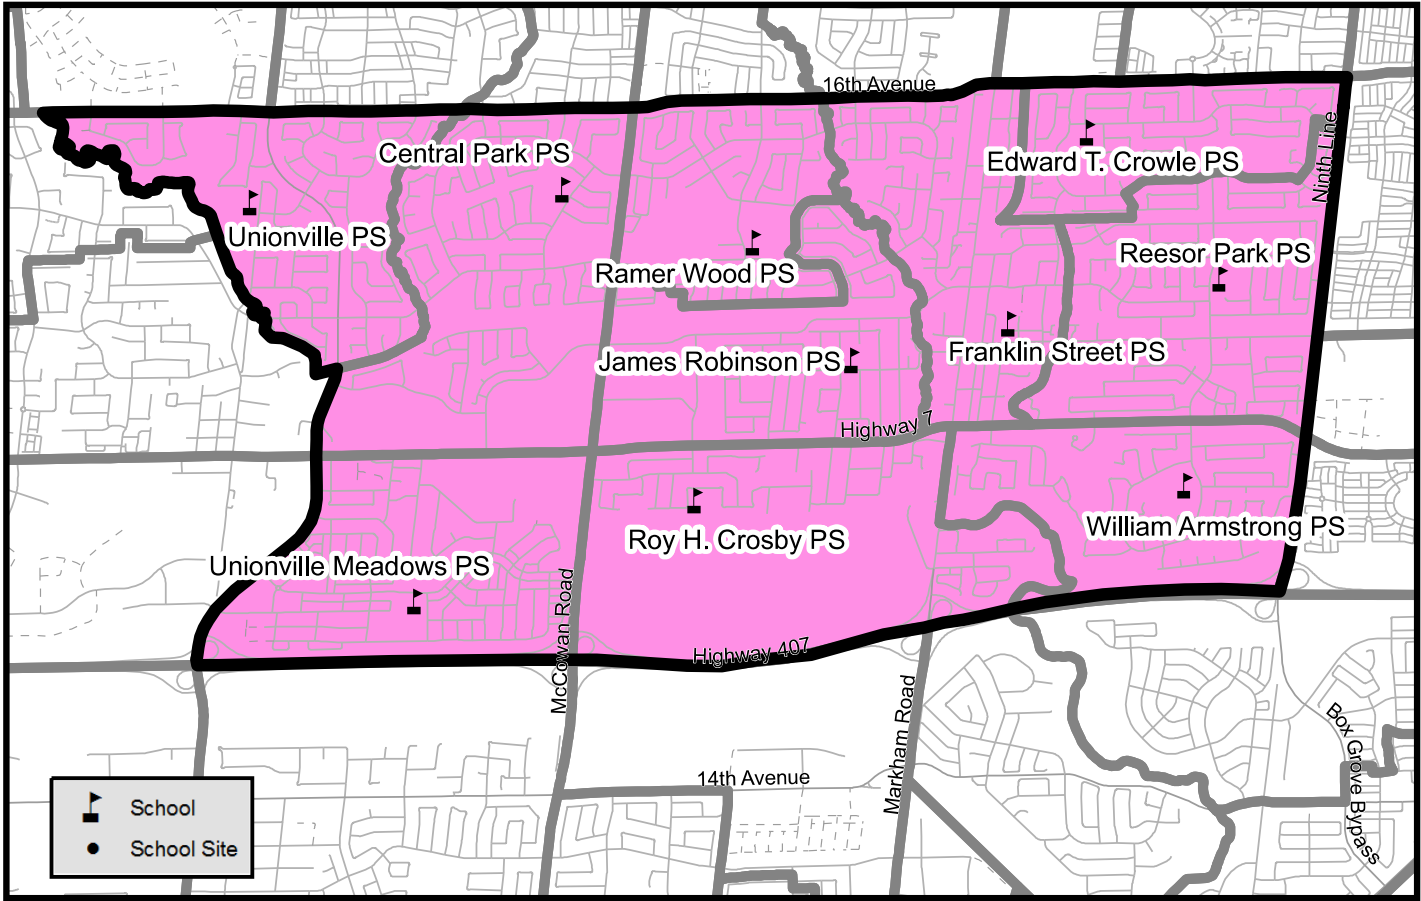 16th Avenue
Central Park PS
Edward T. Crowle PS
Ninth Line
Unionville PS
Ramer Wood PS
Reesor Park PS
James Robinson PS
Franklin Street PS
Highway 7
William Armstrong PS
Roy H. Crosby PS
Unionville Meadows PS
McCowan Road
Highway 407
Markham Road
Box Grove Bypass
14th Avenue
School
School Site